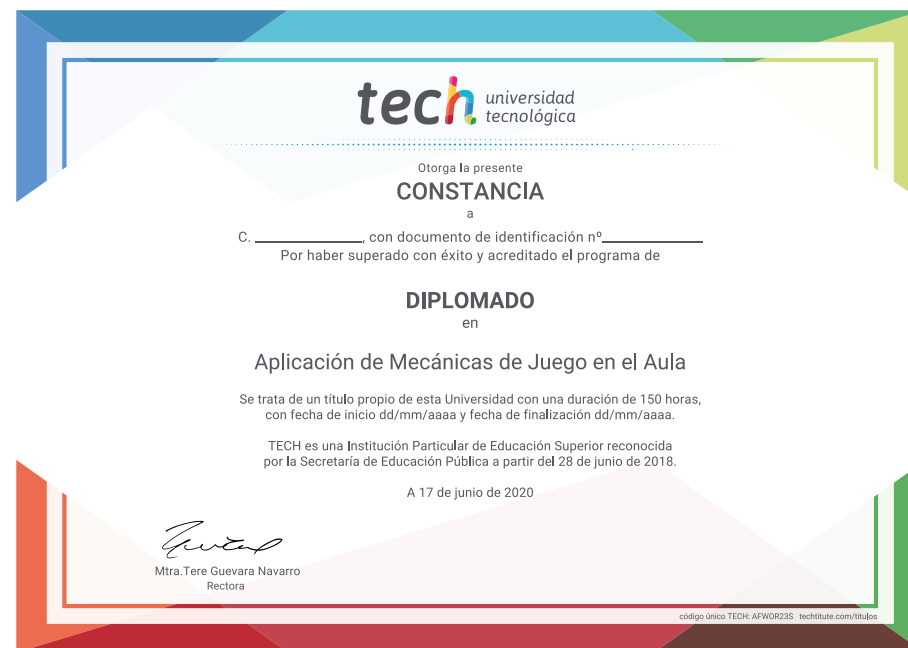 tech universidad
tecnológica
Otorga la presente
CONSTANCIA
a
C. ____________, con documento de identificación nº____________
Por haber superado con éxito y acreditado el programa de
DIPLOMADO
en
Aplicación de Mecánicas de Juego en el Aula
Se trata de un título propio de esta Universidad con una duración de 150 horas,
con fecha de inicio dd/mm/aaaa y fecha de finalización dd/mm/aaaa.
TECH es una Institución Particular de Educación Superior reconocida
por la Secretaría de Educación Pública a partir del 28 de junio de 2018.
A 17 de junio de 2020
Mtra.Tere Guevara Navarro
Rectora
código único TECH: AFWOR23S techtitute.com/titulos